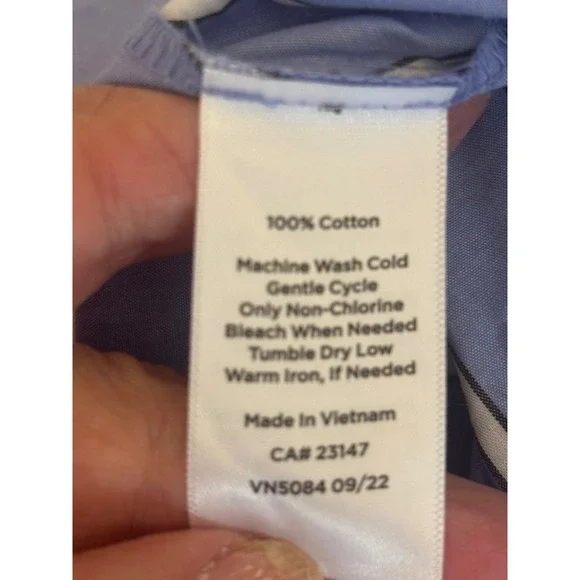 100% Cotton
Machine Wash Cold
Gentle Cycle
Only Non-Chlorine
Bleach When Needed
Tumble Dry Low
Warm Iron, If Needed
Made In Vietnam
CA# 23147
VN5084 09/22